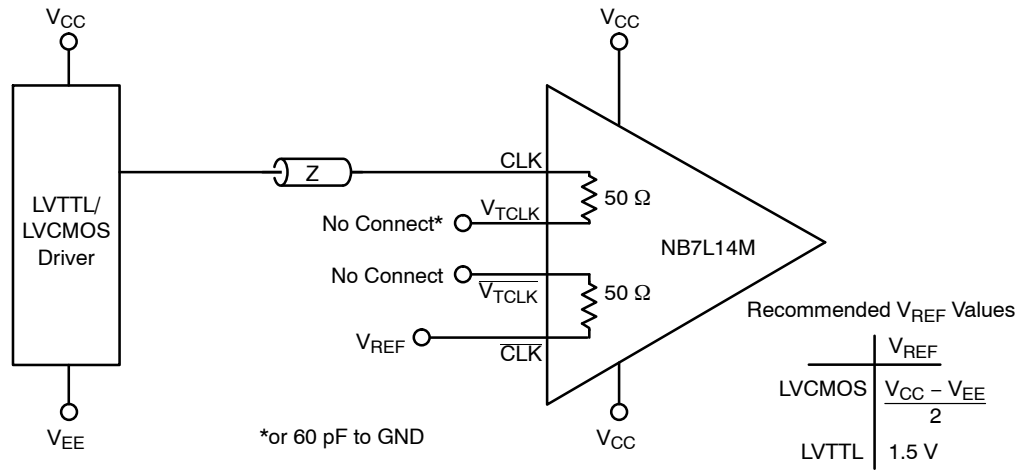 VCC
VCC
LVTTL/
LVCMOS
Driver
Z
CLK
50 Ω
No Connect*
VTCLK
NB7L14M
No Connect
VTCLK
50 Ω
VREF
CLK
Recommended VREF Values
VREF
LVCMOS
VCC – VEE
2
LVTTL
1.5 V
VEE
*or 60 pF to GND
VCC